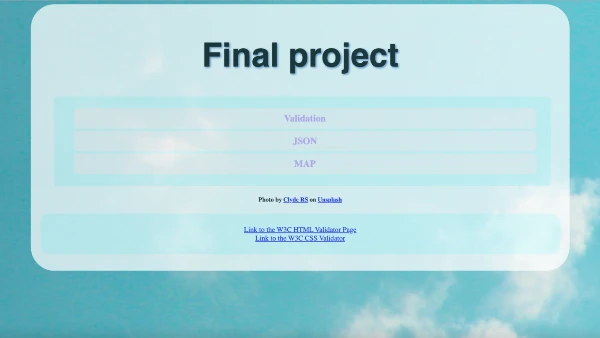 Final project
Validation
JSON
MAP
Photo by Clyde RS on Unsplash
Link to the W3C HTML Validator Page
Link to the W3C CSS Validator